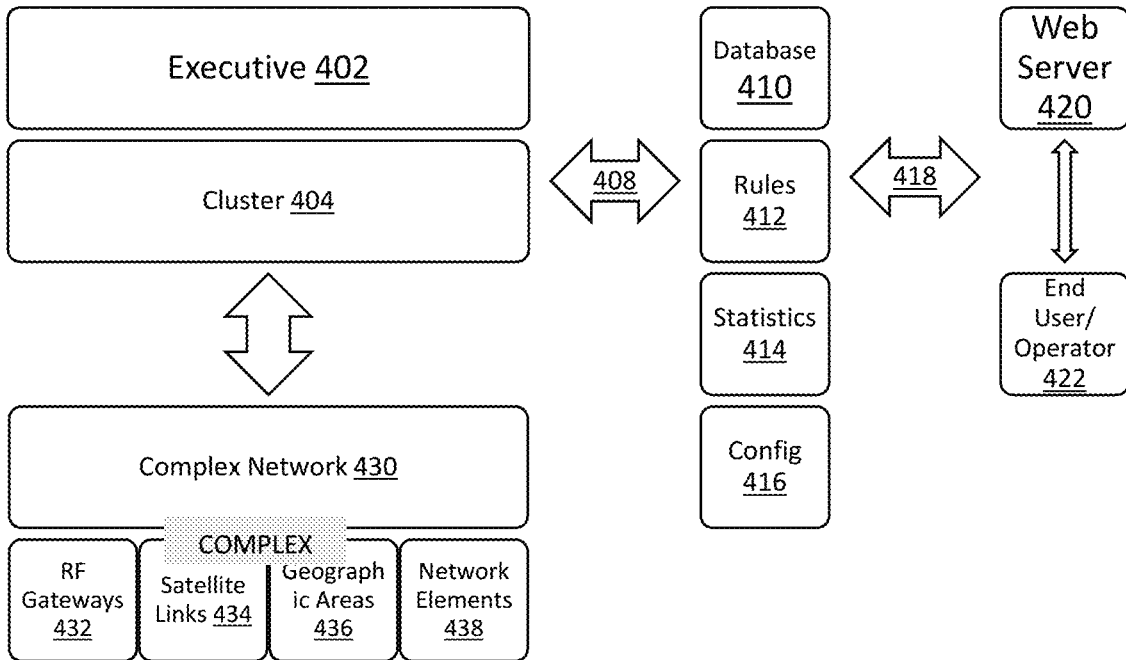 Executive 402
Cluster 404
408
Database
410
Rules
412
Statistics
414
Config
416
418
Web
Server
420
End
User/
Operator
422
Complex Network 430
COMPLEX
RF
Gateways
432
Satellite
Links 434
Geograph
ic Areas
436
Network
Elements
438